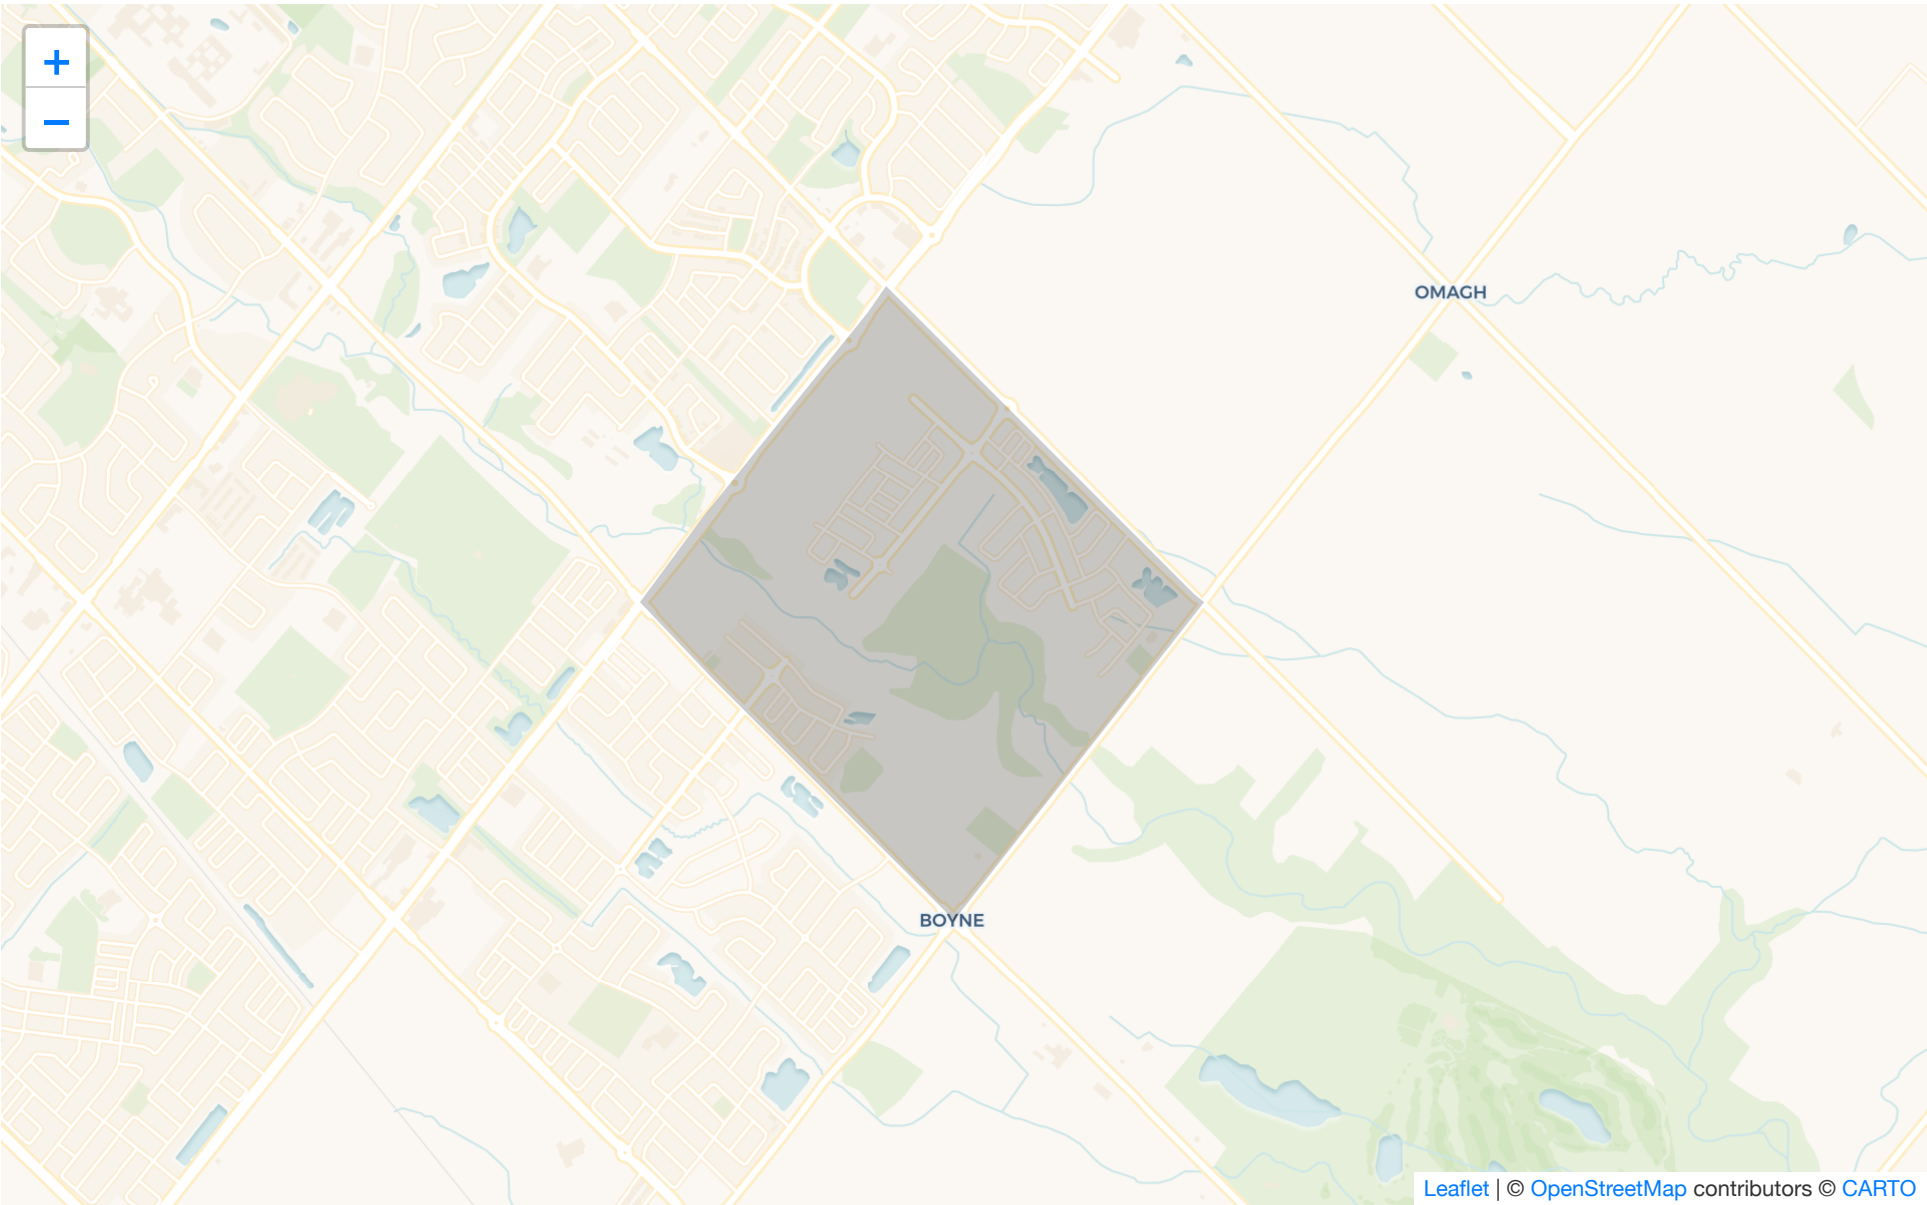 +
−
OMAGH
BOYNE
Leaflet | © OpenStreetMap contributors © CARTO